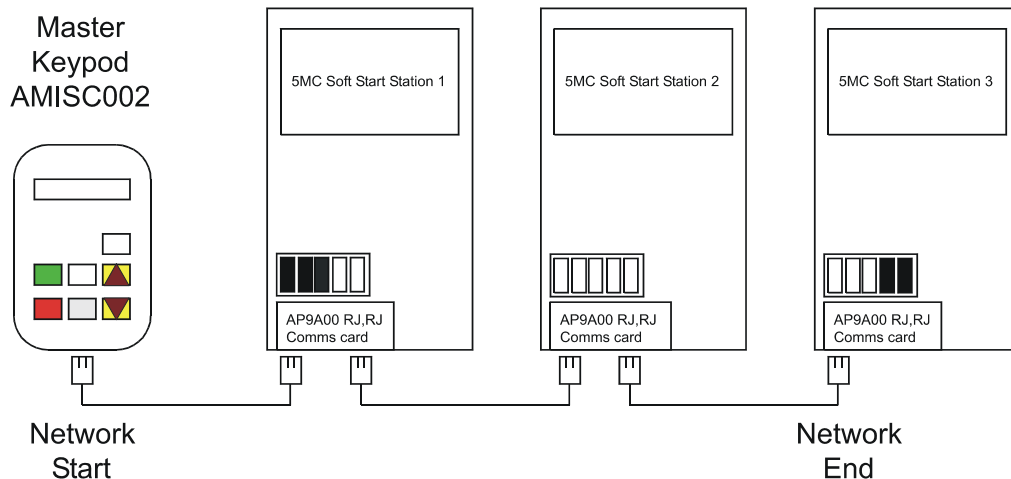 Master
Keypod
AMISC002
5MC Soft Start Station 1
5MC Soft Start Station 2
5MC Soft Start Station 3
AP9A00 RJ,RJ
Comms card
AP9A00 RJ,RJ
Comms card
AP9A00 RJ,RJ
Comms card
Network
Start
Network
End